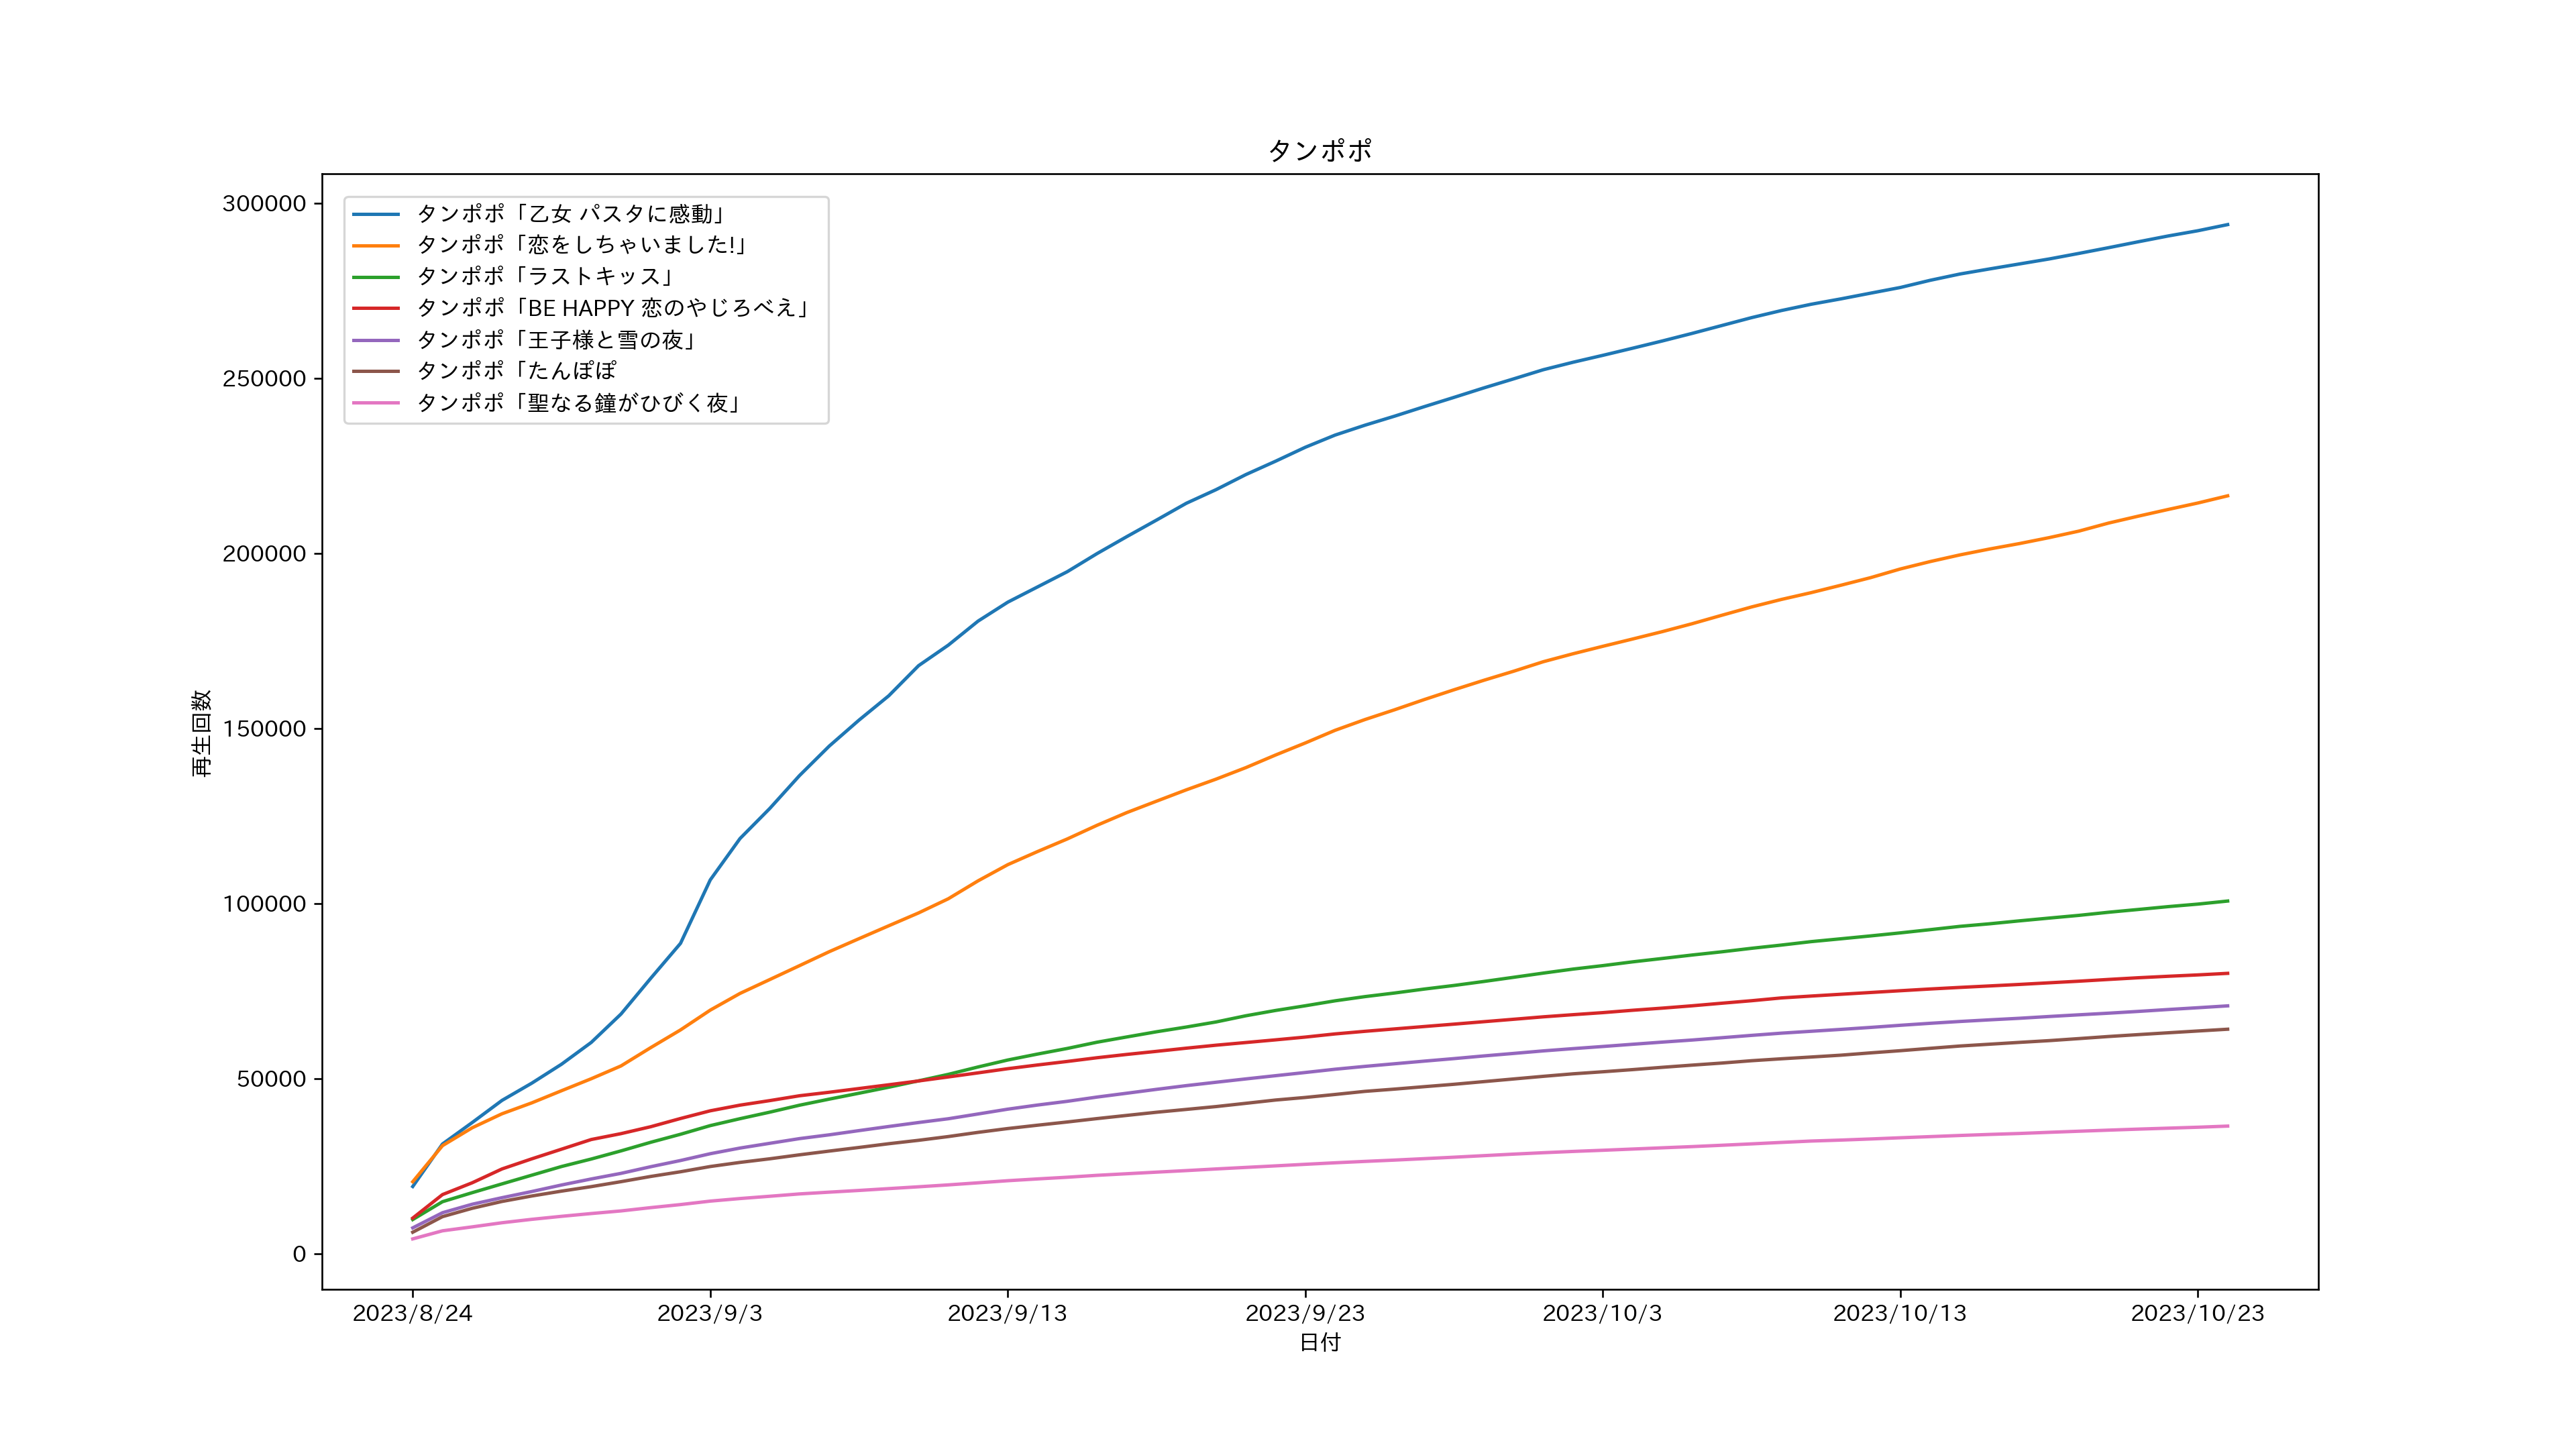 タンポポ
300000
250000
200000
150000
100000
50000
0
再生回数
タンポポ「乙女 パスタに感動」
タンポポ「恋をしちゃいました!」
タンポポ「ラストキッス」
タンポポ「BE HAPPY 恋のやじろべえ」
タンポポ「王子様と雪の夜」
タンポポ「たんぽぽ
タンポポ「聖なる鐘がひびく夜」
2023/8/24
2023/9/3
2023/9/13
2023/9/23
2023/10/3
2023/10/13
2023/10/23
日付